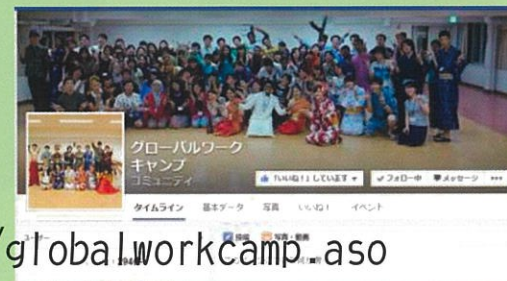 グローバルワーク
キャンプ
コミュニティ
「いいね！」しています
フォロー中
メッセージ
タイムライン
基本データ
写真
いいね！
イベント
/globalworkcamp.aso